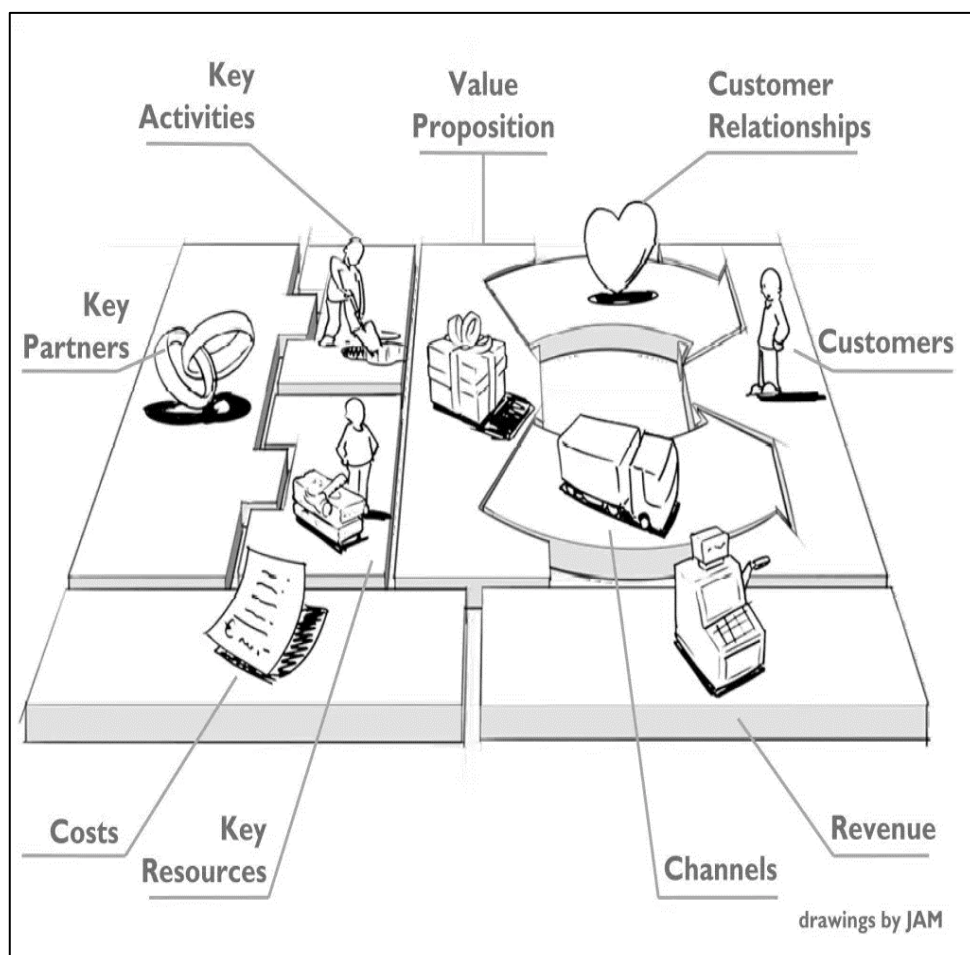 Key
Activities
Value
Proposition
Customer
Relationships
Key
Partners
Customers
Costs
Key
Resources
Channels
Revenue
drawings by JAM